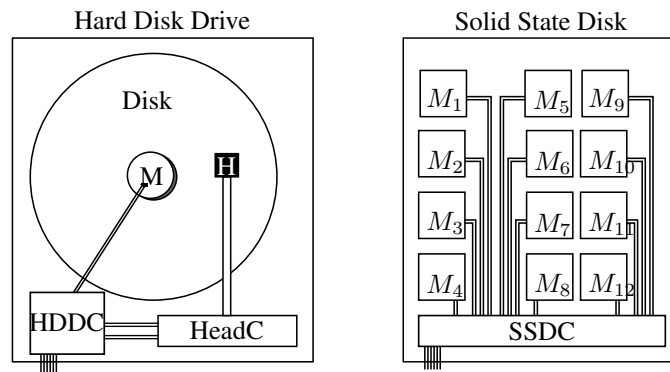 Hard Disk Drive
Disk
M
H
HDDC
HeadC
Solid State Disk
M₁ M₅ M₉
M₂ M₆ M₁₀
M₃ M₇ M₁₁
M₄ M₈ M₁₂
SSDC